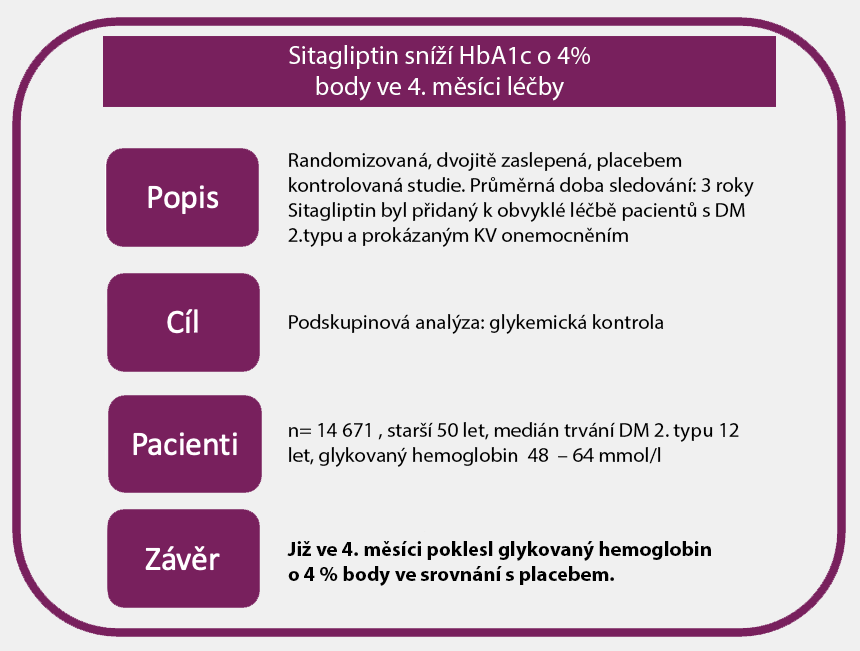 Sitagliptin sníží HbA1c o 4%
body ve 4. měsíci léčby
Popis
Randomizovaná, dvojitě zaslepená, placebem
kontrolovaná studie. Průměrná doba sledování: 3 roky
Sitagliptin byl přidaný k obvyklé léčbě pacientů s DM
2.typu a prokázaným KV onemocněním
Cíl
Podskupinová analýza: glykemická kontrola
Pacienti
n= 14 671 , starší 50 let, medián trvání DM 2. typu 12
let, glykovaný hemoglobin  48  – 64 mmol/l
Závěr
Již ve 4. měsíci poklesl glykovaný hemoglobin
o 4 % body ve srovnání s placebem.